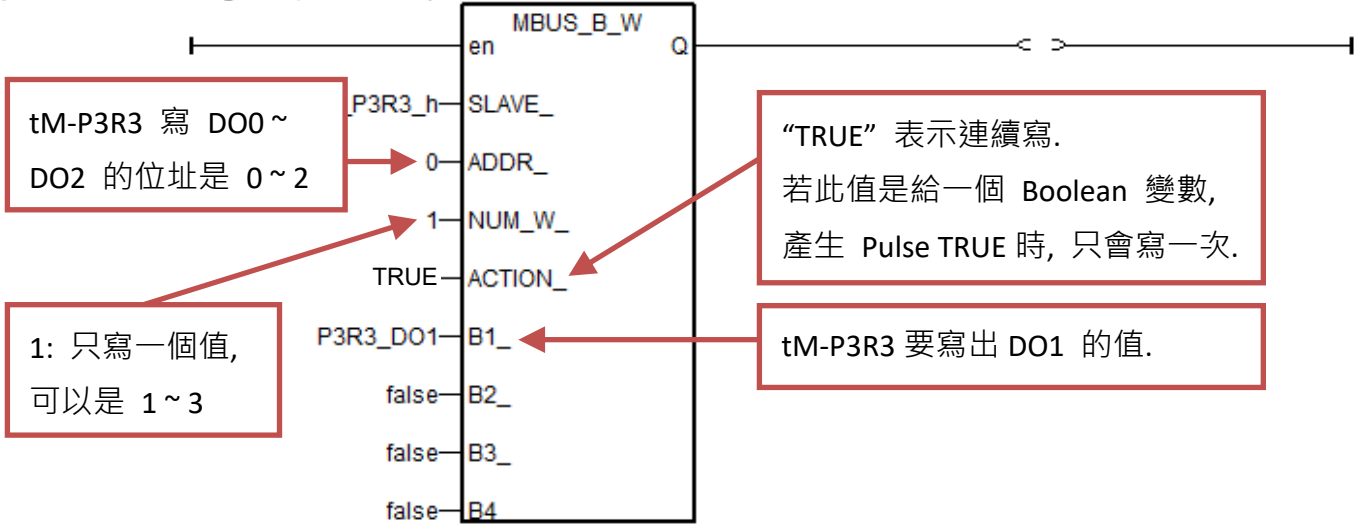 MBUS_B_W
en
Q
_P3R3_h
SLAVE_
0
ADDR_
1
NUM_W_
TRUE
ACTION_
P3R3_DO1
B1_
false
B2_
false
B3_
false
B4
tM-P3R3 寫 DO0 ~
DO2 的位址是 0 ~ 2
1: 只寫一個值,
可以是 1 ~ 3
“TRUE” 表示連續寫.
若此值是給一個 Boolean 變數,
產生 Pulse TRUE 時, 只會寫一次.
tM-P3R3 要寫出 DO1 的值.